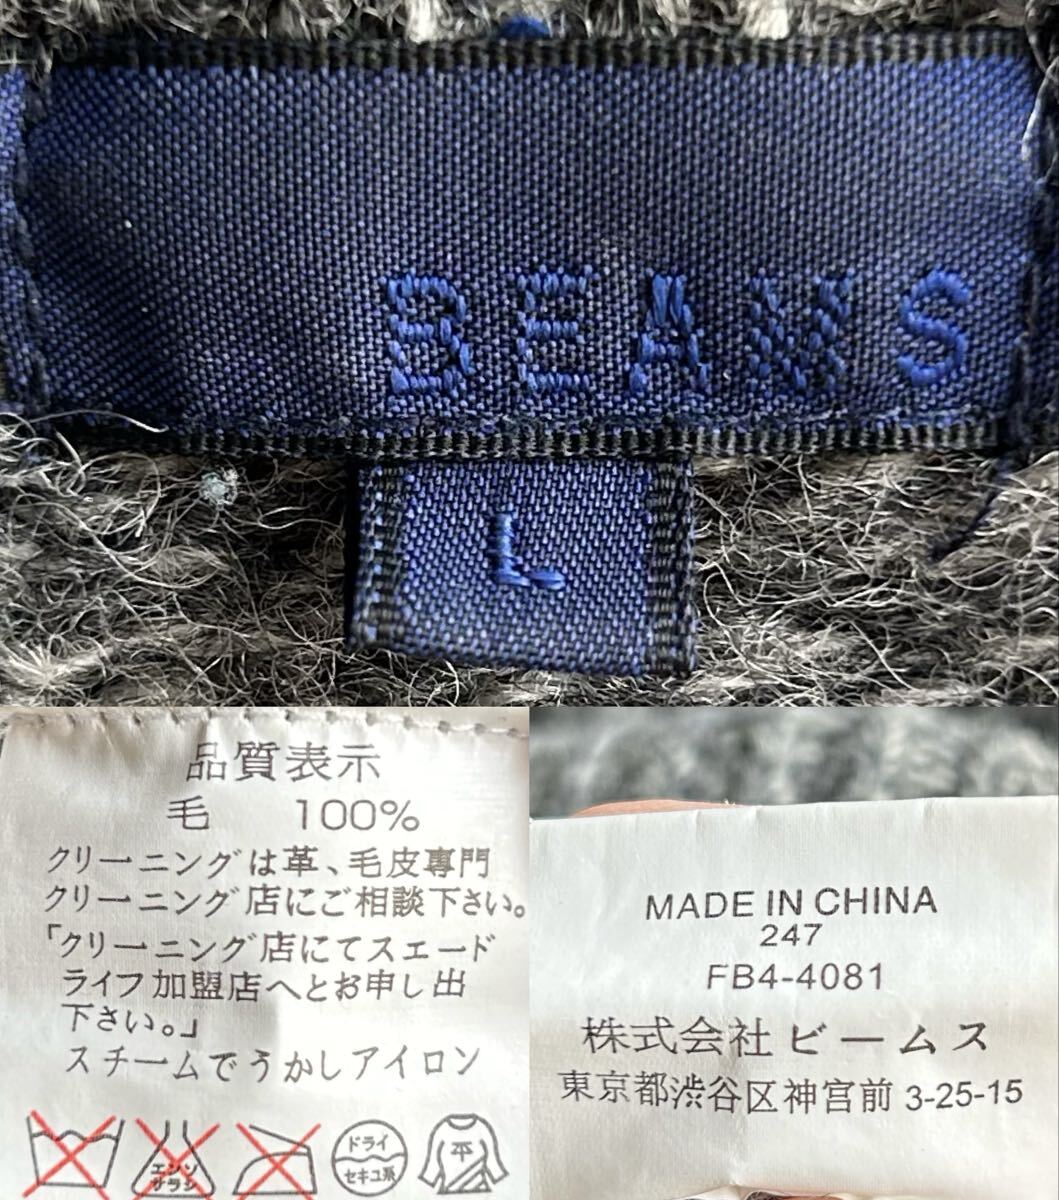 BEAMS
L
品質表示
毛 100%
クリーニングは革、毛皮専門
クリーニング店にご相談下さい。
「クリーニング店にてスエード
ライフ加盟店へとお申し出
下さい。」
スチームでうかしアイロン
エンソ
サラシ
ドライ
セキユ系
平
MADE IN CHINA
247
FB4-4081
株式会社ビームス
東京都渋谷区神宮前 3-25-15